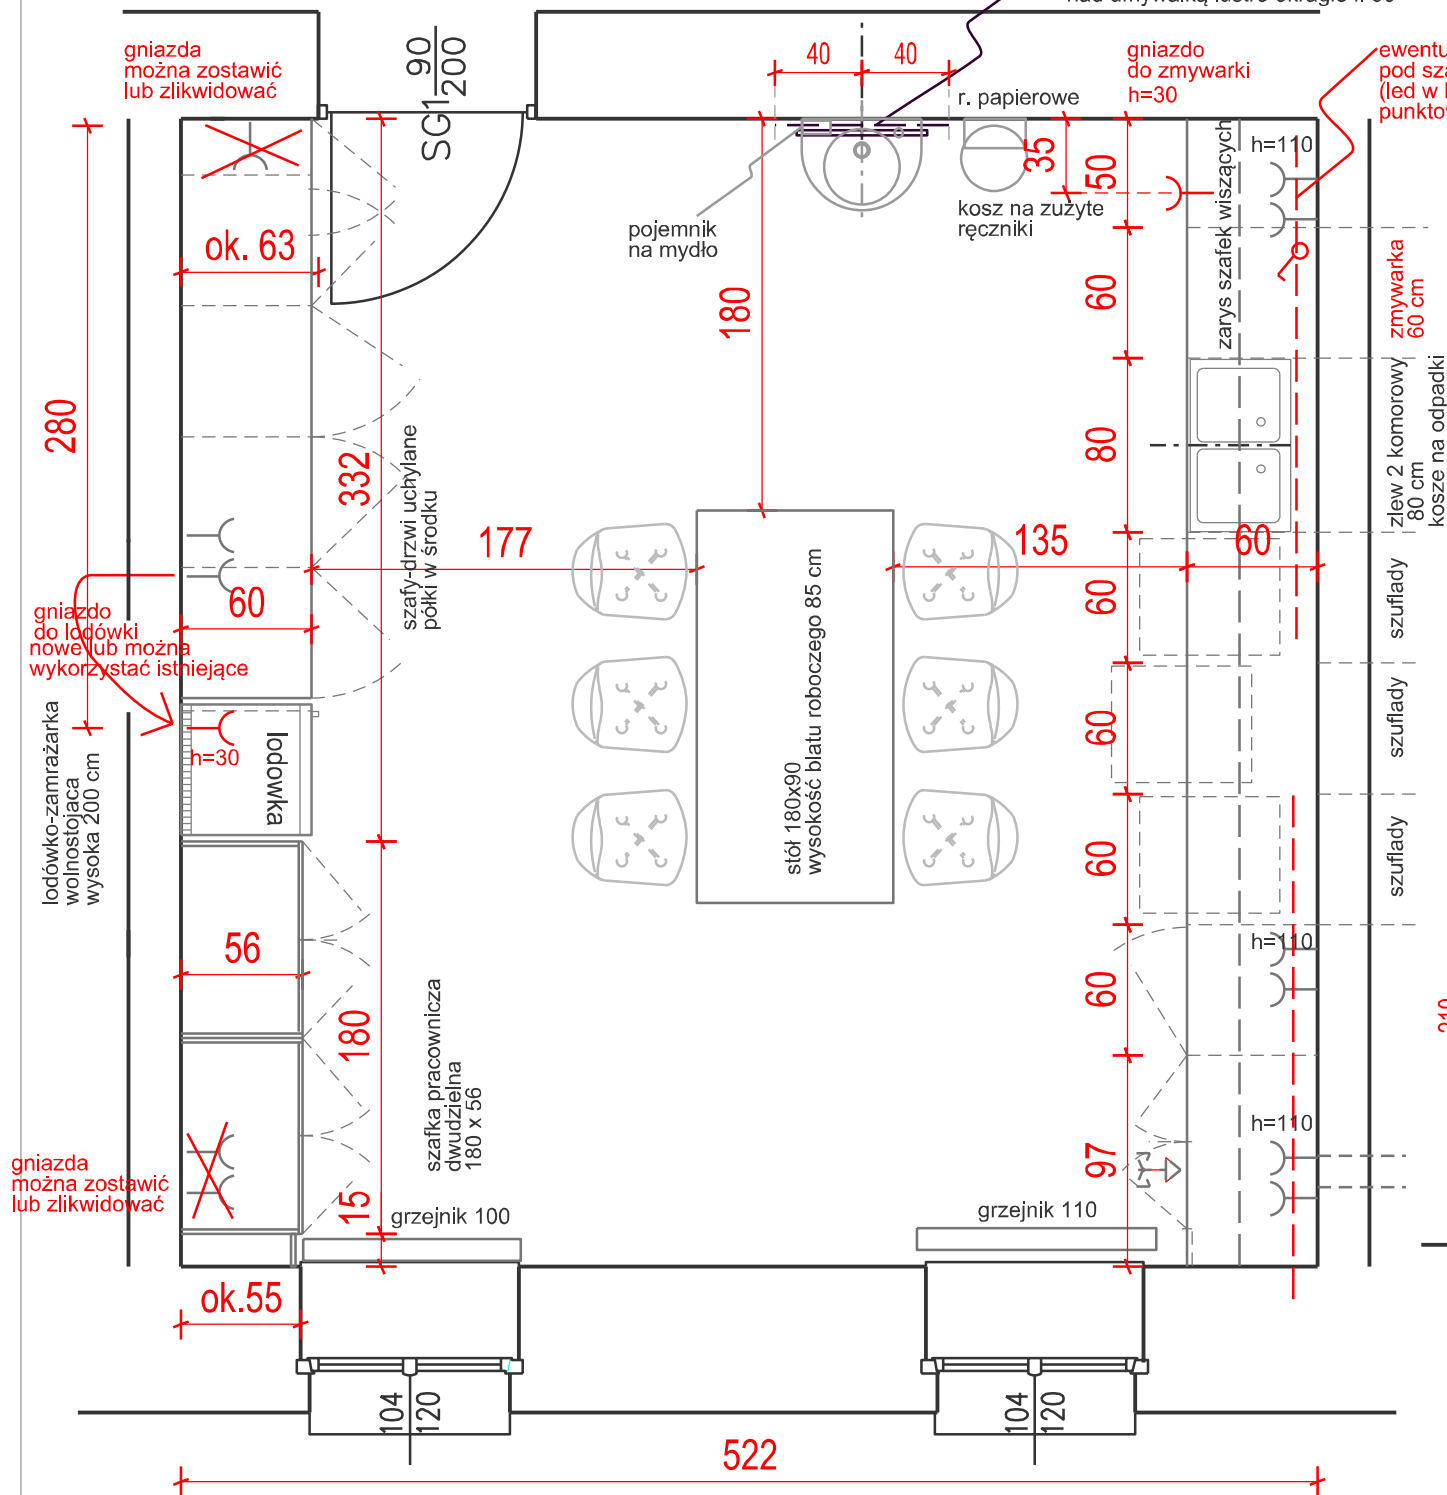 gniazda
można zostawić
lub zlikwidować
SG1 90
200
40
40
gniazdo
do zmywarki
h=30
r. papierowe
35
50
h=110
zarys szafek wiszących
pojemnik
na mydło
kosz na zużyte
ręczniki
ok. 63
180
60
zmywarka
60 cm
280
332
szafy-drzwi uchylane
półki w środku
80
zlew 2 komorowy
80 cm
kosze na odpadki
177
135
60
60
60
szuflady
gniazdo
do lodówki
nowe lub można
wykorzystać istniejące
h=30
lodowka
lodówko-zamrażarka
wolnostojaca
wysoka 200 cm
stół 180x90
wysokość blatu roboczego 85 cm
60
szuflady
60
szuflady
56
180
szafka pracownicza
dwudzielna
180 x 56
60
h=110
97
h=110
gniazda
można zostawić
lub zlikwidować
15
grzejnik 100
grzejnik 110
ok.55
104
120
104
120
522